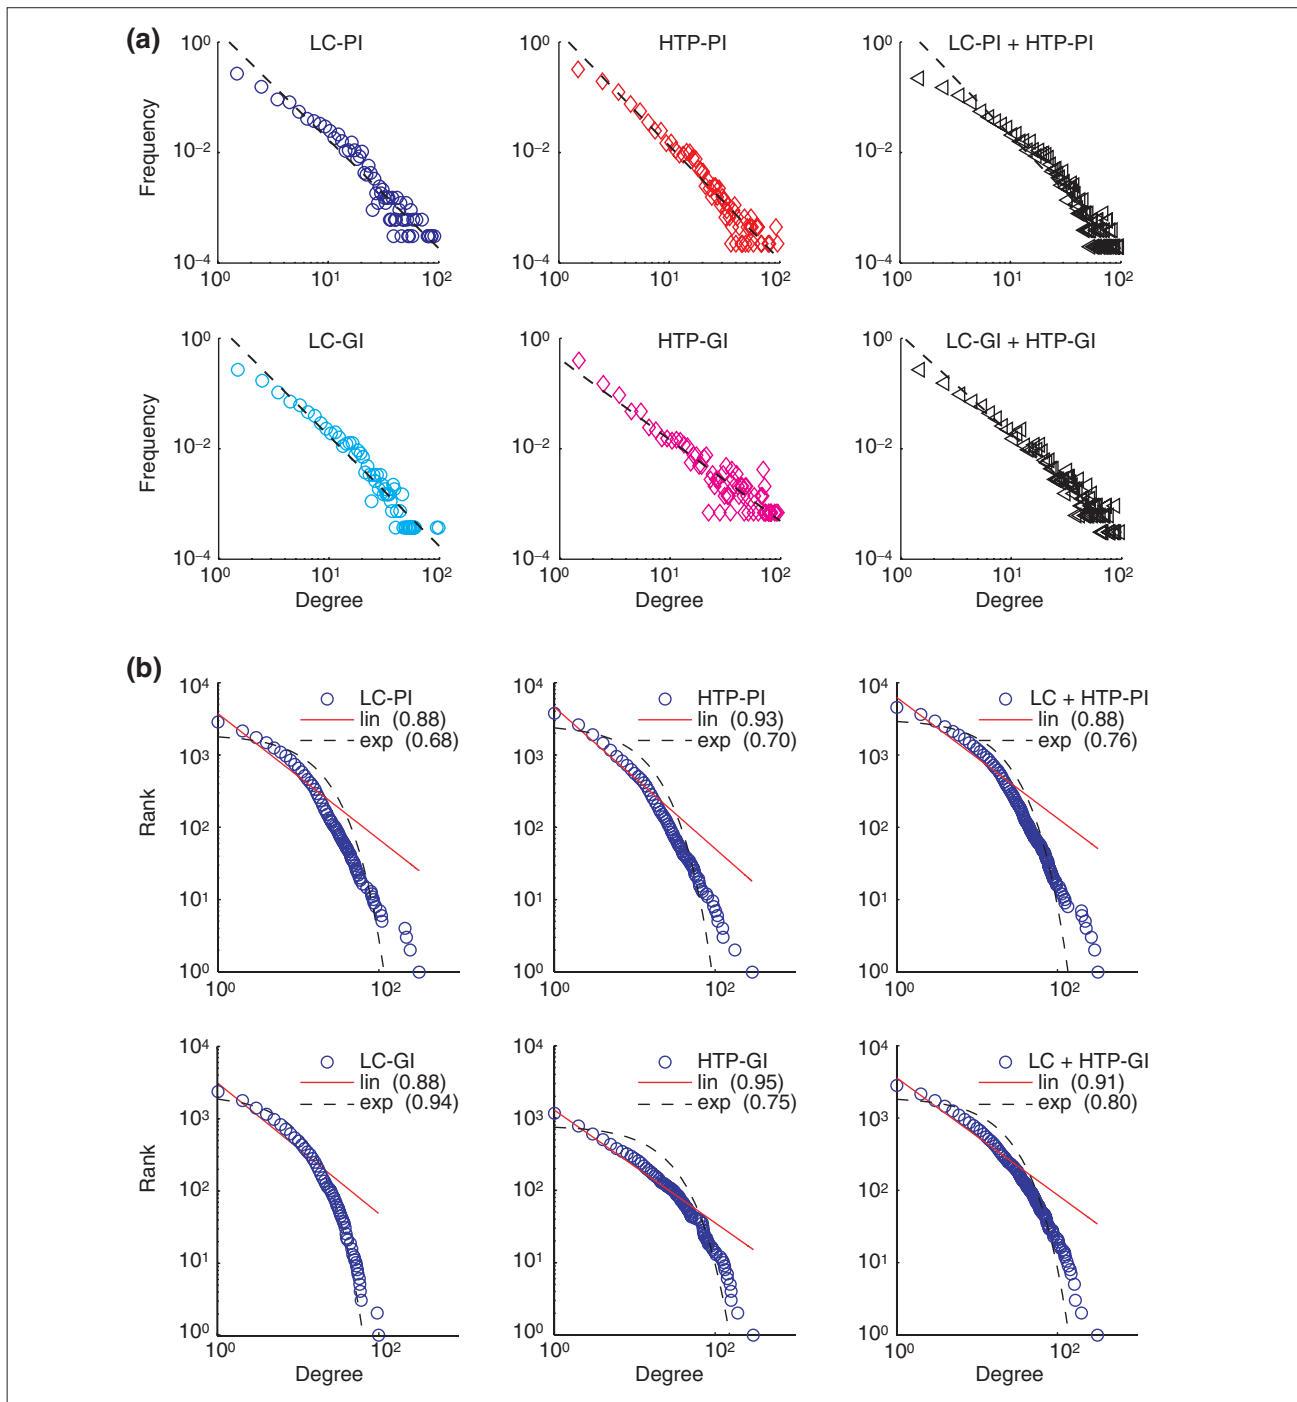 (a)
LC-PI
HTP-PI
LC-PI + HTP-PI
Frequency
10⁰
10⁻²
10⁻⁴
10⁰ 10¹ 10²
10⁰
10⁻²
10⁻⁴
10⁰ 10¹ 10²
10⁰
10⁻²
10⁻⁴
10⁰ 10¹ 10²
LC-GI
HTP-GI
LC-GI + HTP-GI
Frequency
10⁰
10⁻²
10⁻⁴
10⁰ 10¹ 10²
Degree
10⁰
10⁻²
10⁻⁴
10⁰ 10¹ 10²
Degree
10⁰
10⁻²
10⁻⁴
10⁰ 10¹ 10²
Degree
(b)
Rank
10⁴
10³
10²
10¹
10⁰
10⁰ 10²
LC-PI
lin (0.88)
exp (0.68)
10⁴
10³
10²
10¹
10⁰
10⁰ 10²
HTP-PI
lin (0.93)
exp (0.70)
10⁴
10³
10²
10¹
10⁰
10⁰ 10²
LC + HTP-PI
lin (0.88)
exp (0.76)
Rank
10⁴
10³
10²
10¹
10⁰
10⁰ 10²
Degree
LC-GI
lin (0.88)
exp (0.94)
10⁴
10³
10²
10¹
10⁰
10⁰ 10²
Degree
HTP-GI
lin (0.95)
exp (0.75)
10⁴
10³
10²
10¹
10⁰
10⁰ 10²
Degree
LC + HTP-GI
lin (0.91)
exp (0.80)